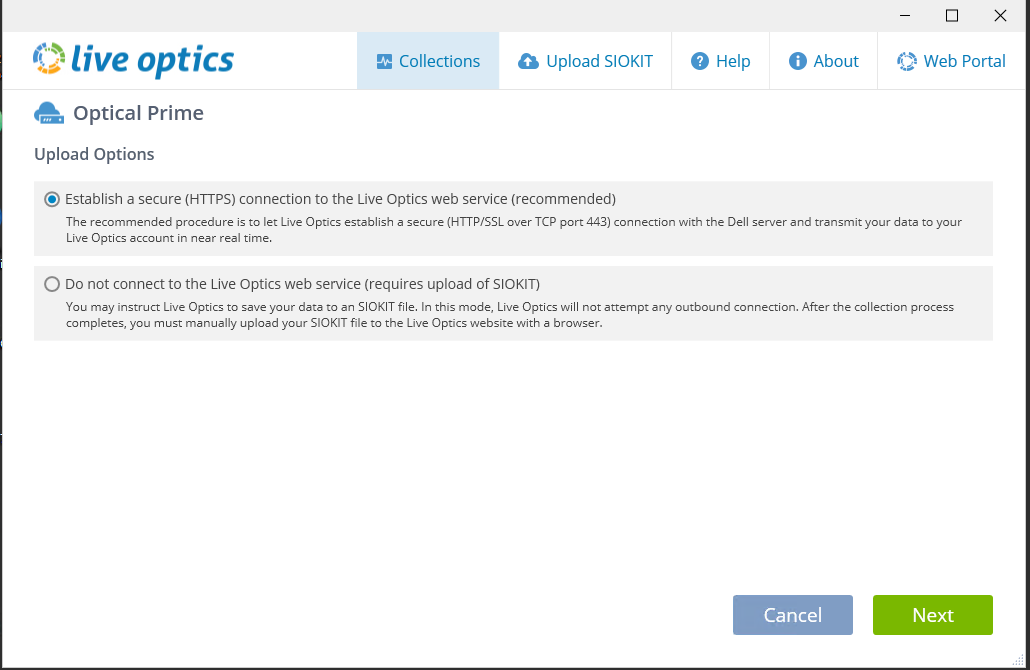 live optics
Collections
Upload SIOKIT
Help
About
Web Portal
Optical Prime
Upload Options
Establish a secure (HTTPS) connection to the Live Optics web service (recommended)
The recommended procedure is to let Live Optics establish a secure (HTTP/SSL over TCP port 443) connection with the Dell server and transmit your data to your
Live Optics account in near real time.
Do not connect to the Live Optics web service (requires upload of SIOKIT)
You may instruct Live Optics to save your data to an SIOKIT file. In this mode, Live Optics will not attempt any outbound connection. After the collection process
completes, you must manually upload your SIOKIT file to the Live Optics website with a browser.
Cancel
Next